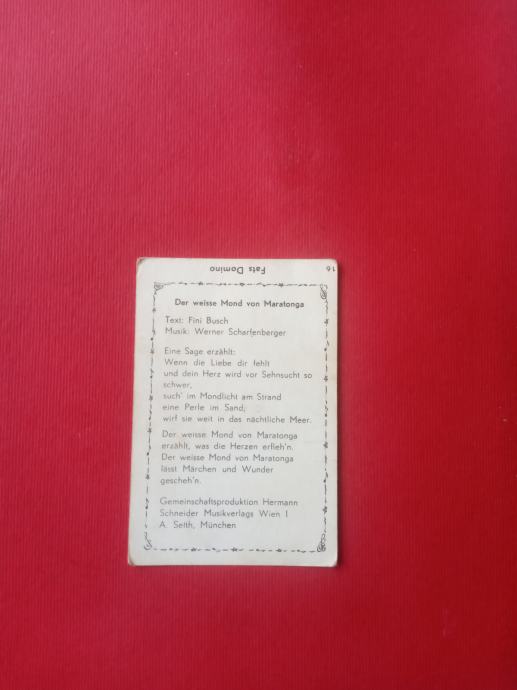 16
Fats Domino
Der weisse Mond von Maratonga
Text: Fini Busch
Musik: Werner Scharfenberger
Eine Sage erzählt:
Wenn die Liebe dir fehlt
und dein Herz wird vor Sehnsucht so
schwer,
such' im Mondlicht am Strand
eine Perle im Sand,
wirf sie weit in das nächtliche Meer.
Der weisse Mond von Maratonga
erzählt, was die Herzen erfleh'n.
Der weisse Mond von Maratonga
lässt Märchen und Wunder
gescheh'n.
Gemeinschaftsproduktion Hermann
Schneider Musikverlags Wien I
A. Seith, München